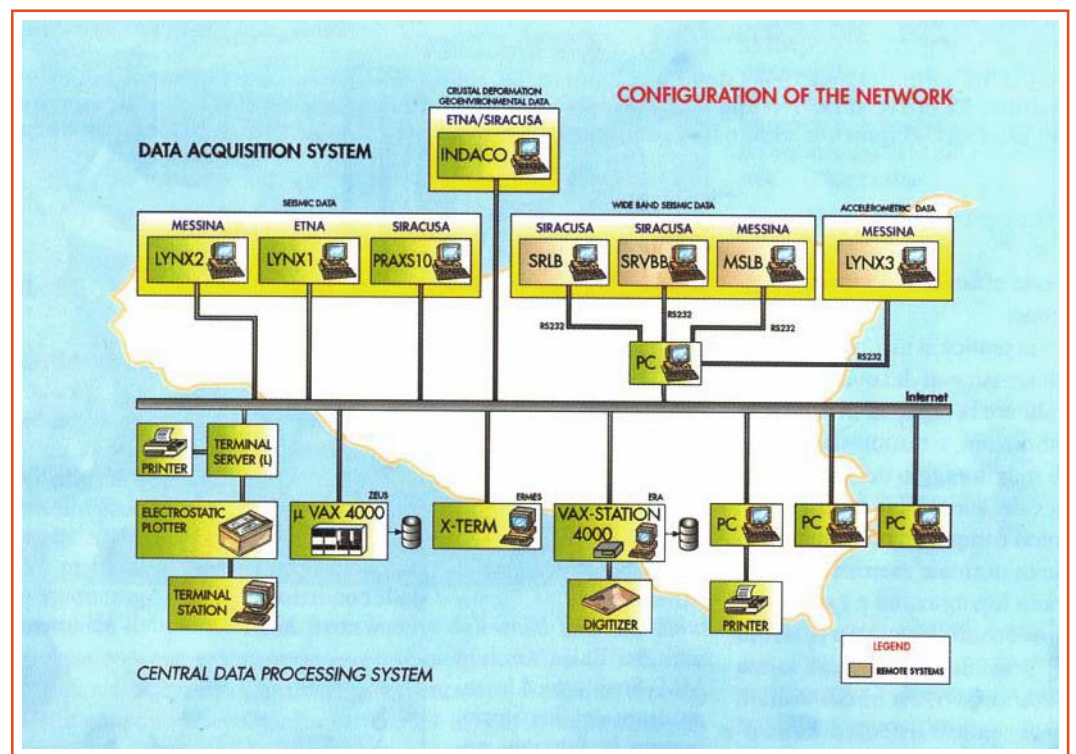 CRUSTAL DEFORMATION
GEOENVIRONMENTAL DATA
CONFIGURATION OF THE NETWORK
ETNA/SIRACUSA
INDACO
DATA ACQUISITION SYSTEM
SEISMIC DATA
WIDE BAND SEISMIC DATA
ACCELEROMETRIC DATA
MESSINA
ETNA
SIRACUSA
SIRACUSA
SIRACUSA
MESSINA
MESSINA
LYNX2
LYNX1
PRAXS10
SRLB
SRVBB
MSLB
LYNX3
RS232
RS232
RS232
RS232
PC
Internet
PRINTER
TERMINAL
SERVER (L)
ELECTROSTATIC
PLOTTER
TERMINAL
STATION
ZEUS
µ VAX 4000
ERMES
X-TERM
ERA
VAX-STATION
4000
DIGITIZER
PC
PC
PC
PRINTER
LEGEND
REMOTE SYSTEMS
CENTRAL DATA PROCESSING SYSTEM